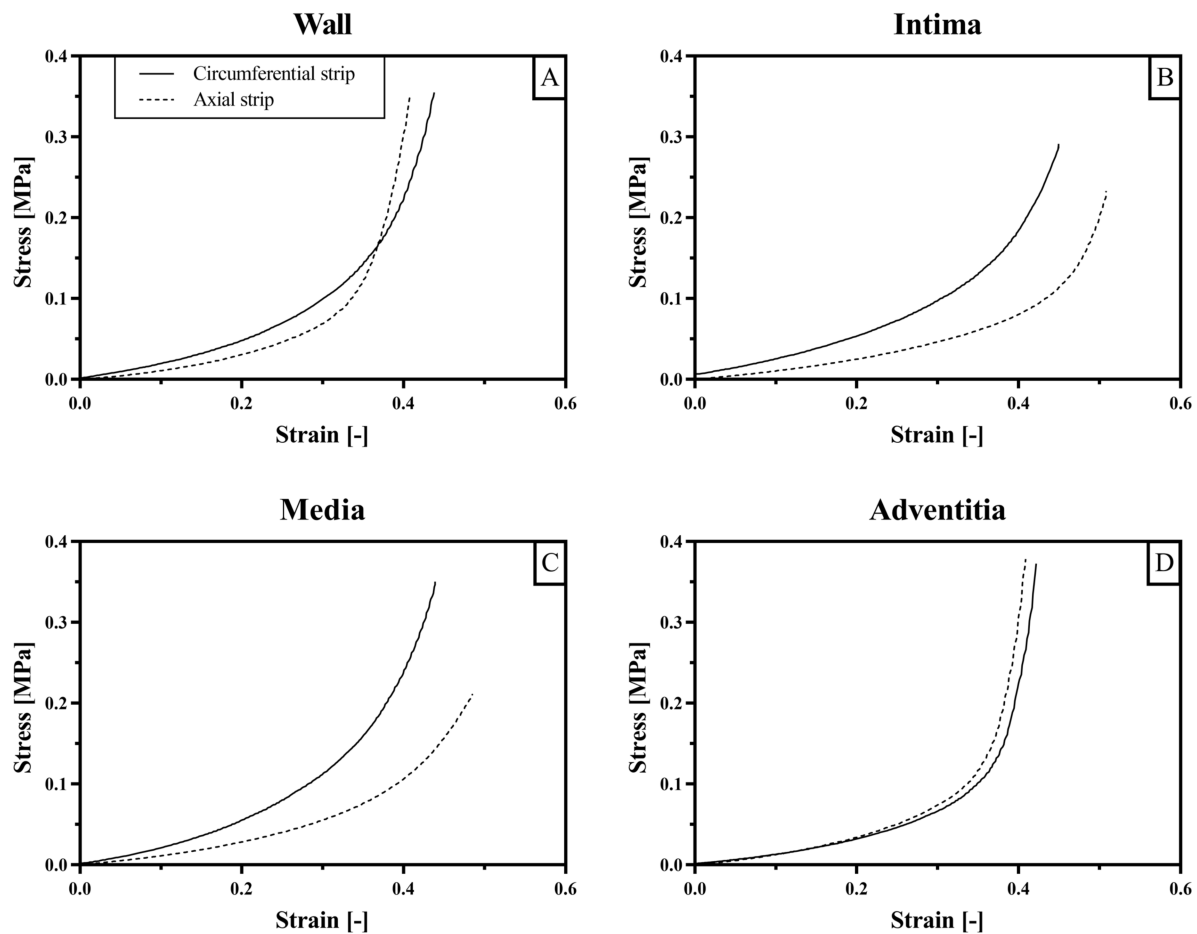 Wall
A
Circumferential strip
Axial strip
0.4
0.3
0.2
0.1
0.0
Stress [MPa]
0.0 0.2 0.4 0.6
Strain [-]
Intima
B
0.4
0.3
0.2
0.1
0.0
Stress [MPa]
0.0 0.2 0.4 0.6
Strain [-]
Media
C
0.4
0.3
0.2
0.1
0.0
Stress [MPa]
0.0 0.2 0.4 0.6
Strain [-]
Adventitia
D
0.4
0.3
0.2
0.1
0.0
Stress [MPa]
0.0 0.2 0.4 0.6
Strain [-]